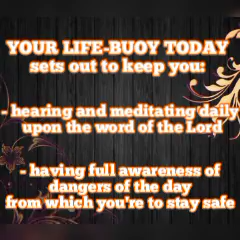 YOUR LIFE-BUOY TODAY
sets out to keep you:
- hearing and meditating daily
upon the word of the Lord
- having full awareness of
dangers of the day
from which you're to stay safe